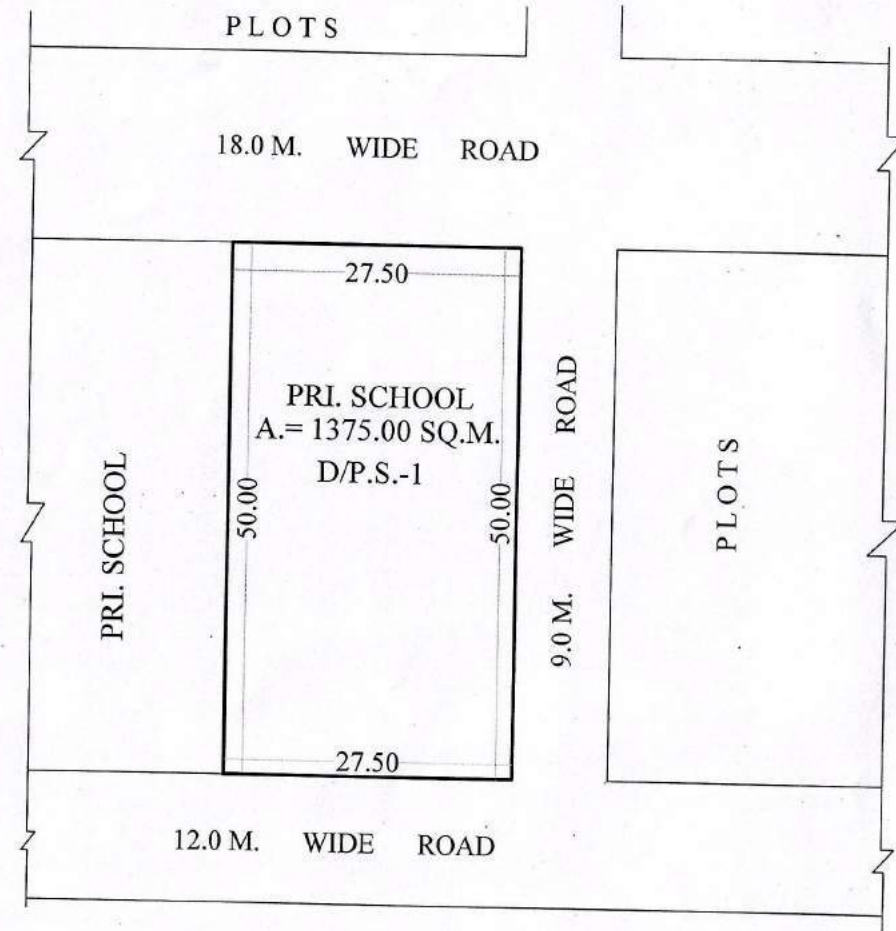 PLOTS
18.0 M. WIDE ROAD
27.50
PRI. SCHOOL
A.= 1375.00 SQ.M.
D/P.S.-1
50.00
50.00
PRI. SCHOOL
9.0 M. WIDE ROAD
PLOTS
27.50
12.0 M. WIDE ROAD